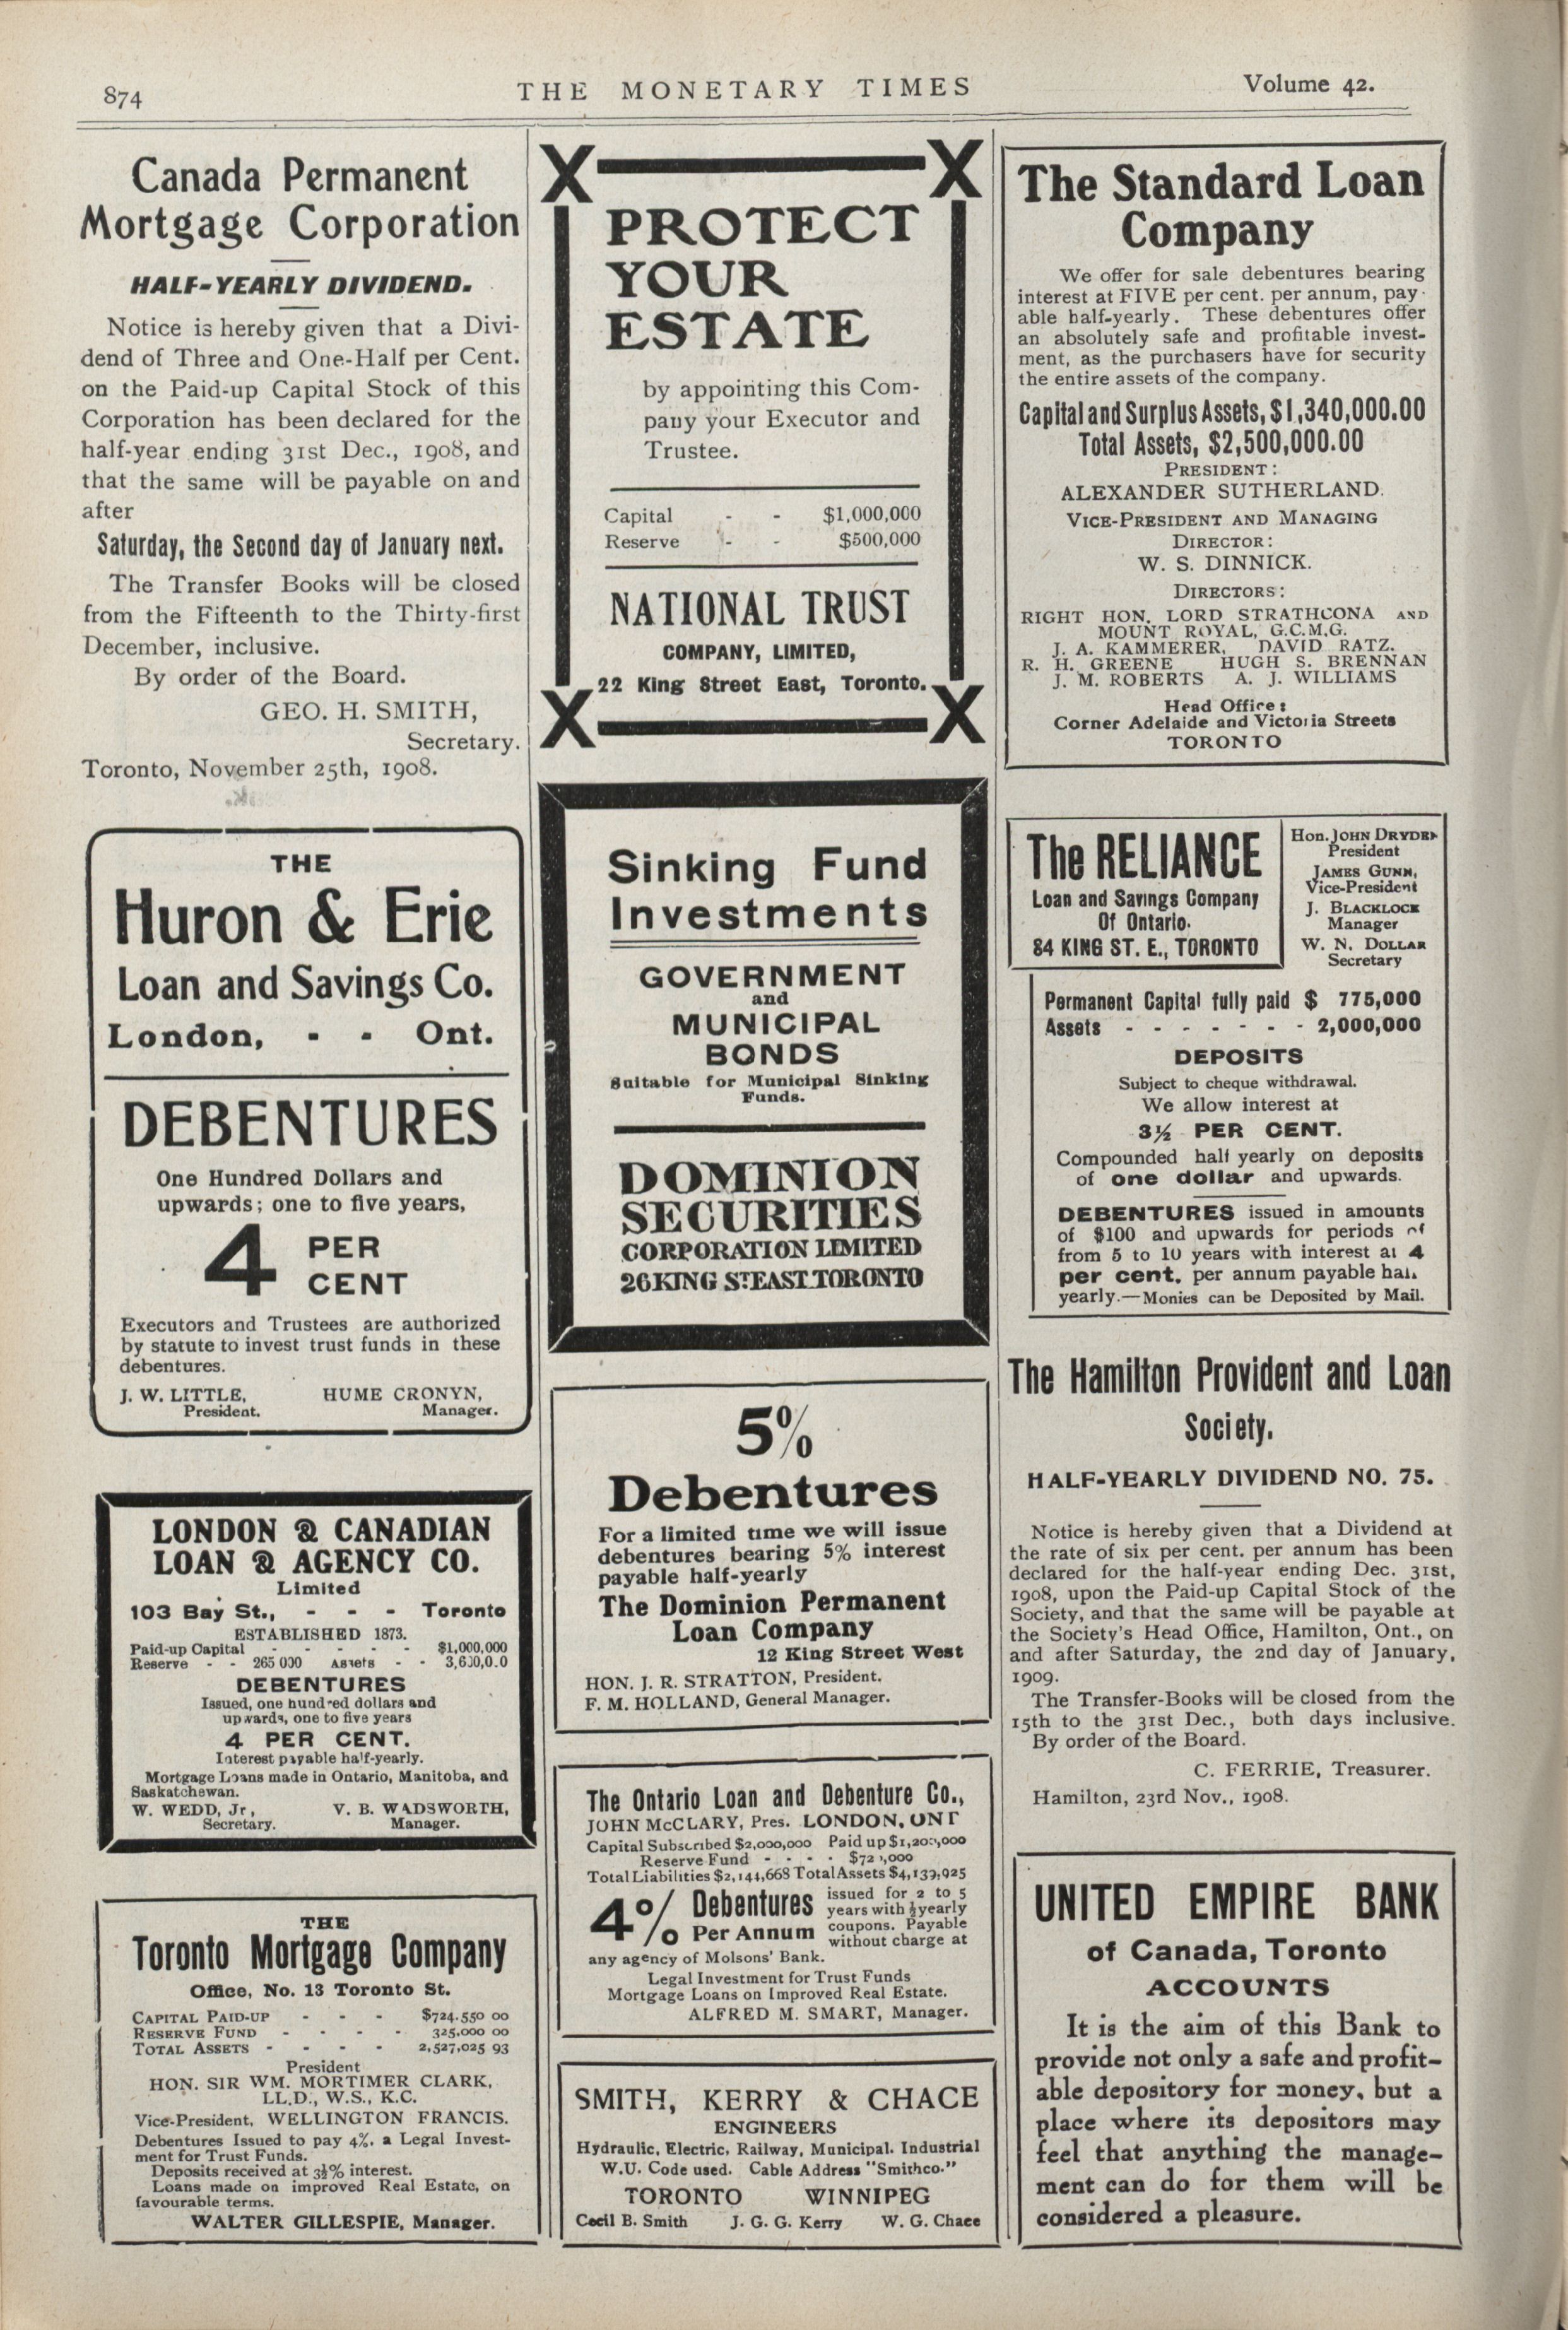 874
THE MONETARY TIMES
Volume 42.
Canada Permanent
Mortgage Corporation
HALF-YEARLY DIVIDEND.
Notice is hereby given that a Divi-
dend of Three and One-Half per Cent.
on the Paid-up Capital Stock of this
Corporation has been declared for the
half-year ending 31st Dec., 1908, and
that the same will be payable on and
after
Saturday, the Second day of January next.
The Transfer Books will be closed
from the Fifteenth to the Thirty-first
December, inclusive.
By order of the Board.
GEO. H. SMITH,
Secretary.
Toronto, November 25th, 1908.
THE
Huron & Erie
Loan and Savings Co.
London, - - Ont.
DEBENTURES
One Hundred Dollars and
upwards; one to five years,
4 PER
CENT
Executors and Trustees are authorized
by statute to invest trust funds in these
debentures.
J. W. LITTLE, HUME CRONYN,
President. Manager.
LONDON & CANADIAN
LOAN & AGENCY CO.
Limited
103 Bay St., - - - Toronto
ESTABLISHED 1873.
Paid-up Capital - - - - - $1,000,000
Reserve - - 265 000 Assets - -
DEBENTURES
Issued, one hundred dollars and
upwards, one to five years
4 PER CENT.
Interest payable half-yearly.
Mortgage Loans made in Ontario, Manitoba, and
Saskatchewan.
W. WEDD, Jr, V. B. WADSWORTH,
Secretary. Manager.
THE
Toronto Mortgage Company
Office, No. 13 Toronto St.
CAPITAL PAID-UP - - - $724.550 00
RESERVE FUND - - - - 325,000 00
TOTAL ASSETS - - - - 2,527,025 93
President
HON. SIR WM. MORTIMER CLARK,
LL.D., W.S., K.C.
Vice-President, WELLINGTON FRANCIS.
Debentures Issued to pay 4%, a Legal Invest-
ment for Trust Funds.
Deposits received at 3½% interest.
Loans made on improved Real Estate, on
favourable terms.
WALTER GILLESPIE, Manager.
X X
PROTECT
YOUR
ESTATE
by appointing this Com-
pany your Executor and
Trustee.
Capital - - $1,000,000
Reserve - - $500,000
NATIONAL TRUST
COMPANY, LIMITED,
22 King Street East, Toronto.
X X
Sinking Fund
Investments
GOVERNMENT
and
MUNICIPAL
BONDS
Suitable for Municipal Sinking
Funds.
DOMINION
SECURITIES
CORPORATION LIMITED
26 KING ST. EAST TORONTO
5%
Debentures
For a limited time we will issue
debentures bearing 5% interest
payable half-yearly
The Dominion Permanent
Loan Company
12 King Street West
HON. J. R. STRATTON, President.
F. M. HOLLAND, General Manager.
The Ontario Loan and Debenture Co.,
JOHN McCLARY, Pres. LONDON, ONT
Capital Subscribed $2,000,000 Paid up $1,200,000
Reserve Fund - - - -
Total Liabilities $2,144,668 Total Assets $4,139,925
4% Debentures issued for 2 to 5
years with ½ yearly
Per Annum coupons. Payable
without charge at
any agency of Molsons' Bank.
Legal Investment for Trust Funds
Mortgage Loans on Improved Real Estate.
ALFRED M. SMART, Manager.
SMITH, KERRY & CHACE
ENGINEERS
Hydraulic, Electric, Railway, Municipal, Industrial
W.U. Code used. Cable Address "Smithco."
TORONTO WINNIPEG
Cecil B. Smith J. G. G. Kerry W. G. Chace
The Standard Loan
Company
We offer for sale debentures bearing
interest at FIVE per cent. per annum, pay-
able half-yearly. These debentures offer
an absolutely safe and profitable invest-
ment, as the purchasers have for security
the entire assets of the company.
Capital and Surplus Assets, $1,340,000.00
Total Assets, $2,500,000.00
PRESIDENT:
ALEXANDER SUTHERLAND.
VICE-PRESIDENT AND MANAGING
DIRECTOR:
W. S. DINNICK.
DIRECTORS:
RIGHT HON. LORD STRATHCONA AND
MOUNT ROYAL, G.C.M.G.
J. A. KAMMERER, DAVID RATZ.
R. H. GREENE HUGH S. BRENNAN
J. M. ROBERTS A. J. WILLIAMS
Head Office:
Corner Adelaide and Victoria Streets
TORONTO
The RELIANCE
Loan and Savings Company
Of Ontario.
84 KING ST. E., TORONTO
Hon. JOHN DRYDEN
President
JAMES GUNN,
Vice-President
J. BLACKLOCK
Manager
W. N. DOLLAR
Secretary
Permanent Capital fully paid $ 775,000
Assets - - - - - - - 2,000,000
DEPOSITS
Subject to cheque withdrawal.
We allow interest at
3½ PER CENT.
Compounded half yearly on deposits
of one dollar and upwards.
DEBENTURES issued in amounts
of $100 and upwards for periods of
from 5 to 10 years with interest at 4
per cent. per annum payable half
yearly.—Monies can be Deposited by Mail.
The Hamilton Provident and Loan
Society.
HALF-YEARLY DIVIDEND NO. 75.
Notice is hereby given that a Dividend at
the rate of six per cent. per annum has been
declared for the half-year ending Dec. 31st,
1908, upon the Paid-up Capital Stock of the
Society, and that the same will be payable at
the Society's Head Office, Hamilton, Ont., on
and after Saturday, the 2nd day of January,
1909.
The Transfer-Books will be closed from the
15th to the 31st Dec., both days inclusive.
By order of the Board.
C. FERRIE, Treasurer.
Hamilton, 23rd Nov., 1908.
UNITED EMPIRE BANK
of Canada, Toronto
ACCOUNTS
It is the aim of this Bank to
provide not only a safe and profit-
able depository for money, but a
place where its depositors may
feel that anything the manage-
ment can do for them will be
considered a pleasure.